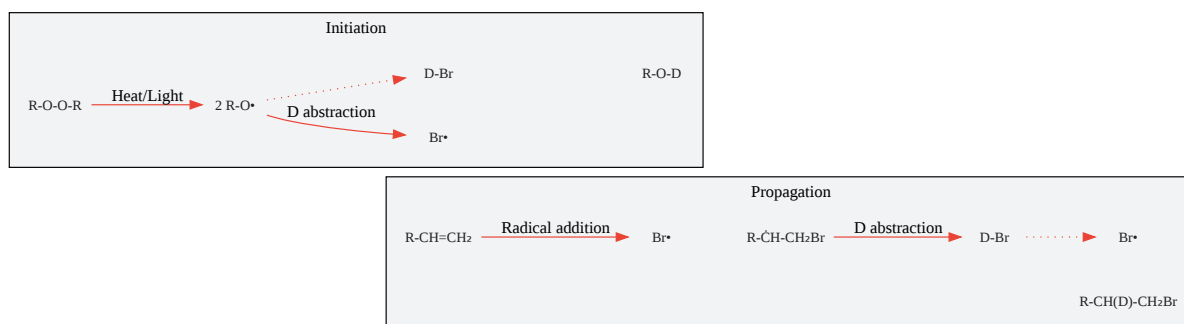 Initiation
D-Br
R-O-D
R-O-O-R
Heat/Light
2 R-O•
D abstraction
Br•
Propagation
R-CH=CH₂
Radical addition
Br•
R-ĊH-CH₂Br
D abstraction
D-Br
Br•
R-CH(D)-CH₂Br